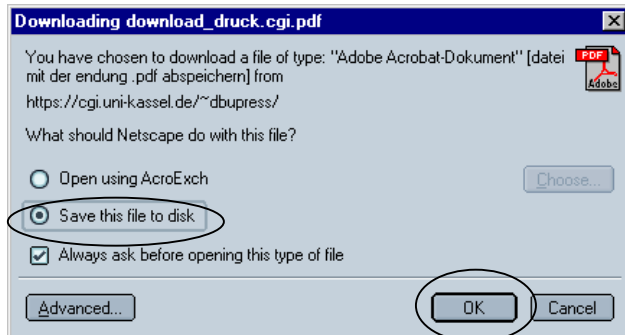 Downloading download_druck.cgi.pdf
You have chosen to download a file of type: "Adobe Acrobat-Dokument" [datei
mit der endung .pdf abspeichern] from
PDF
Adobe
https://cgi.uni-kassel.de/~dbupress/
What should Netscape do with this file?
Open using AcroExch
Choose...
Save this file to disk
Always ask before opening this type of file
Advanced...
OK
Cancel